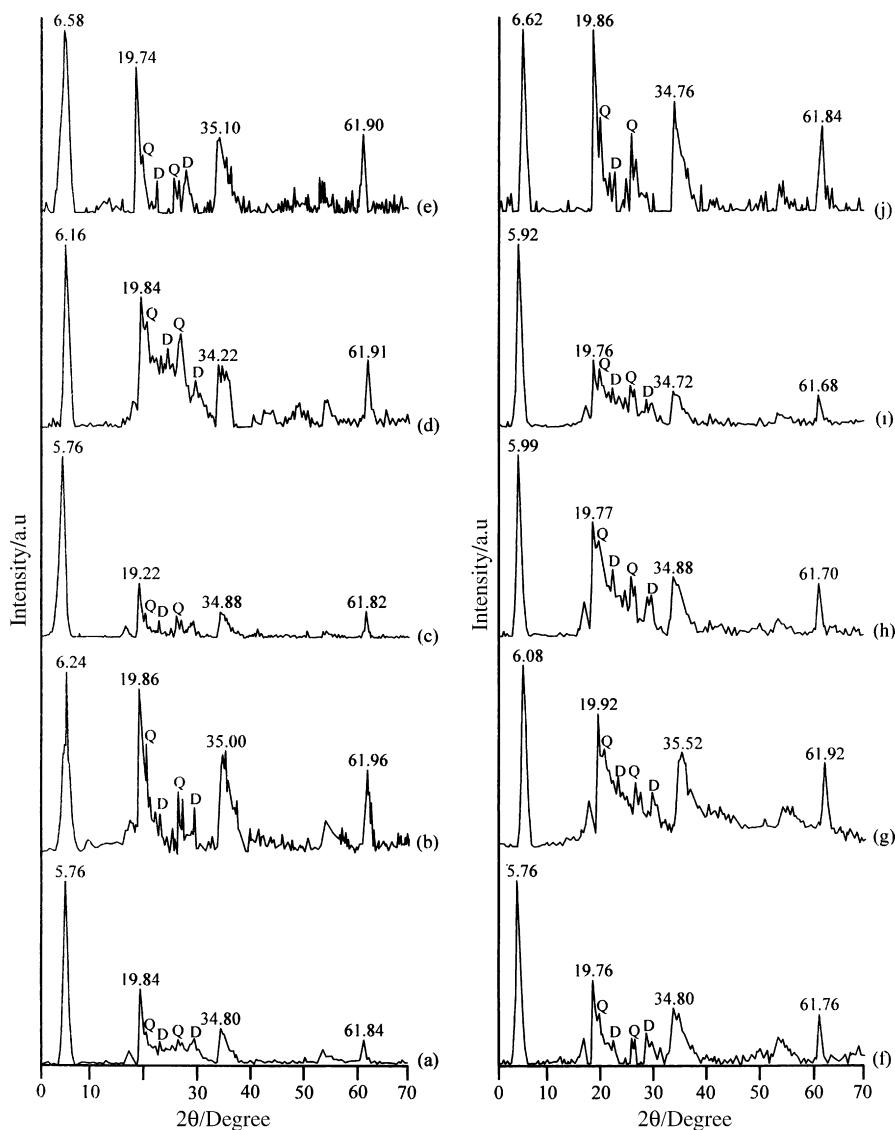 6.58
19.74
Q
D
Q
D
35.10
61.90
(e)
6.16
19.84
Q
D
Q
D
34.22
61.91
(d)
5.76
19.22
Q
D
Q
34.88
61.82
(c)
6.24
19.86
Q
D
Q
D
35.00
61.96
(b)
5.76
19.84
Q
D
Q
D
34.80
61.84
(a)
Intensity/a.u
0 10 30 40 50 60 70
2θ/Degree
6.62
19.86
Q
D
Q
34.76
61.84
(j)
5.92
19.76
Q
D
Q
D
34.72
61.68
(ı)
5.99
19.77
Q
D
Q
D
34.88
61.70
(h)
6.08
19.92
Q
D
Q
D
35.52
61.92
(g)
5.76
19.76
Q
D
Q
D
34.80
61.76
(f)
Intensity/a.u
0 10 20 30 40 50 60 70
2θ/Degree